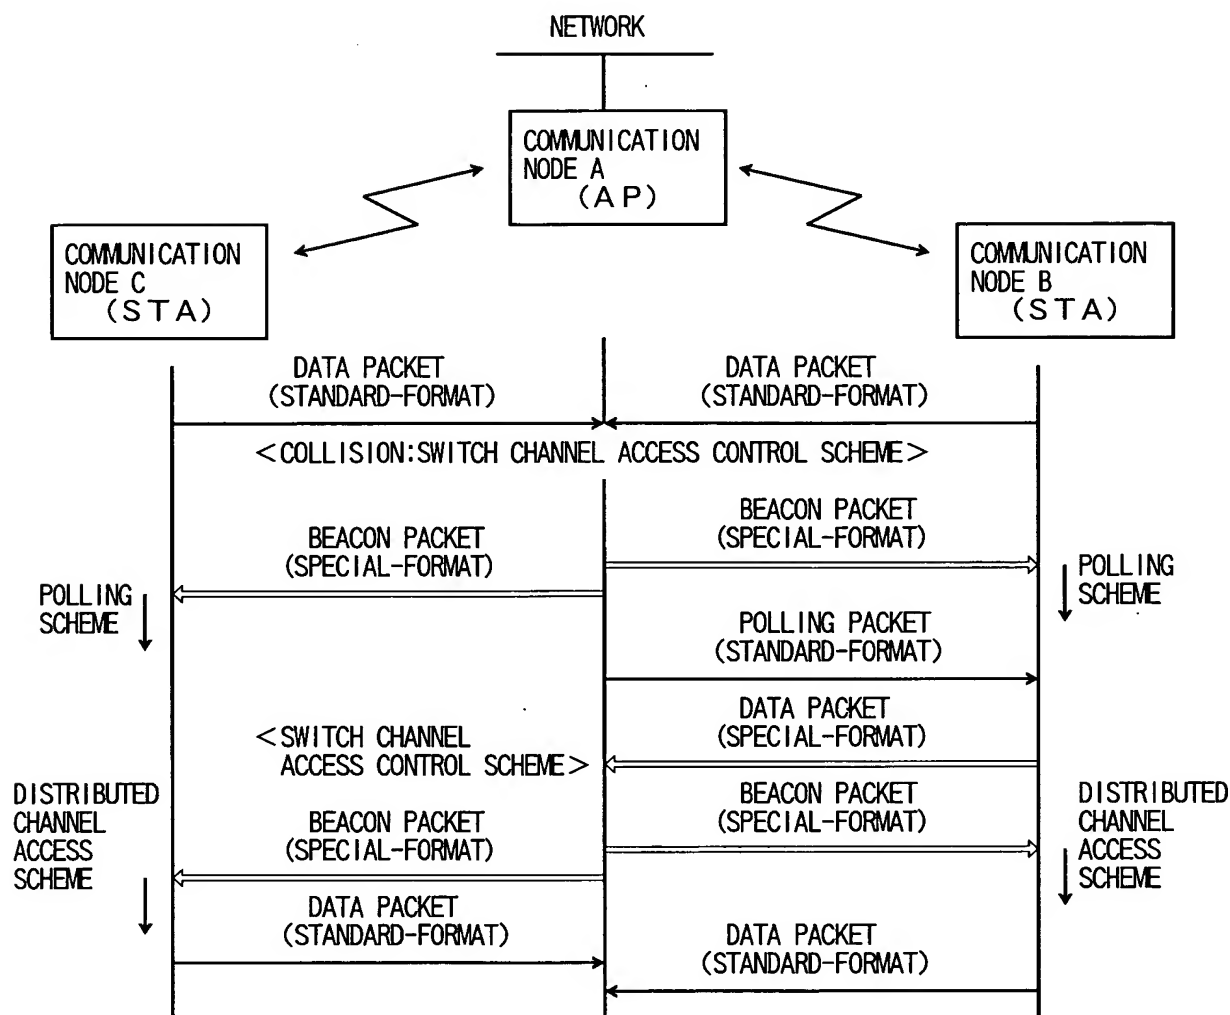 NETWORK
COMMUNICATION
NODE A
(AP)
COMMUNICATION
NODE C
(STA)
COMMUNICATION
NODE B
(STA)
DATA PACKET
(STANDARD-FORMAT)
DATA PACKET
(STANDARD-FORMAT)
<COLLISION:SWITCH CHANNEL ACCESS CONTROL SCHEME>
BEACON PACKET
(SPECIAL-FORMAT)
BEACON PACKET
(SPECIAL-FORMAT)
POLLING
SCHEME
POLLING
SCHEME
POLLING PACKET
(STANDARD-FORMAT)
DATA PACKET
(SPECIAL-FORMAT)
<SWITCH CHANNEL
ACCESS CONTROL SCHEME>
DISTRIBUTED
CHANNEL
ACCESS
SCHEME
BEACON PACKET
(SPECIAL-FORMAT)
BEACON PACKET
(SPECIAL-FORMAT)
DISTRIBUTED
CHANNEL
ACCESS
SCHEME
DATA PACKET
(STANDARD-FORMAT)
DATA PACKET
(STANDARD-FORMAT)